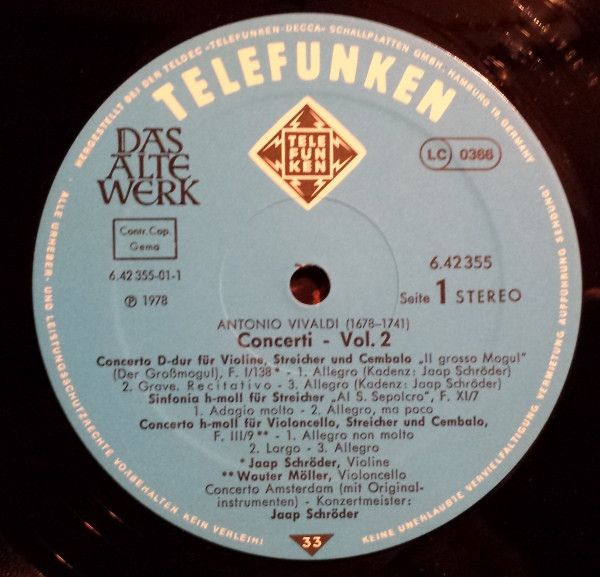 HERGESTELLT BEI DER TELDEC »TELEFUNKEN-DECCA« SCHALLPLATTEN GMBH, HAMBURG 19, GERMANY
TELEFUNKEN
TELE
FUN
KEN
DAS
ALTE
WERK
LC 0366
Contr. Cop.
Gema
6.42 355-01-1
℗ 1978
6.42355
Seite 1 STEREO
ANTONIO VIVALDI (1678–1741)
Concerti - Vol. 2
Concerto D-dur für Violine, Streicher und Cembalo „Il grosso Mogul"
(Der Großmogul), F. I/138* - 1. Allegro (Kadenz: Jaap Schröder)
2. Grave. Recitativo - 3. Allegro (Kadenz: Jaap Schröder)
Sinfonia h-moll für Streicher „Al S. Sepolcro", F. XI/7
1. Adagio molto - 2. Allegro, ma poco
Concerto h-moll für Violoncello, Streicher und Cembalo,
F. III/9** - 1. Allegro non molto
2. Largo - 3. Allegro
* Jaap Schröder, Violine
** Wouter Möller, Violoncello
Concerto Amsterdam (mit Original-
instrumenten) - Konzertmeister:
Jaap Schröder
33
ALLE URHEBER- UND LEISTUNGSSCHUTZRECHTE VORBEHALTEN KEIN VERLEIH! KEINE UNERLAUBTE VERVIELFÄLTIGUNG VERMIETUNG AUFFÜHRUNG SENDUNG!